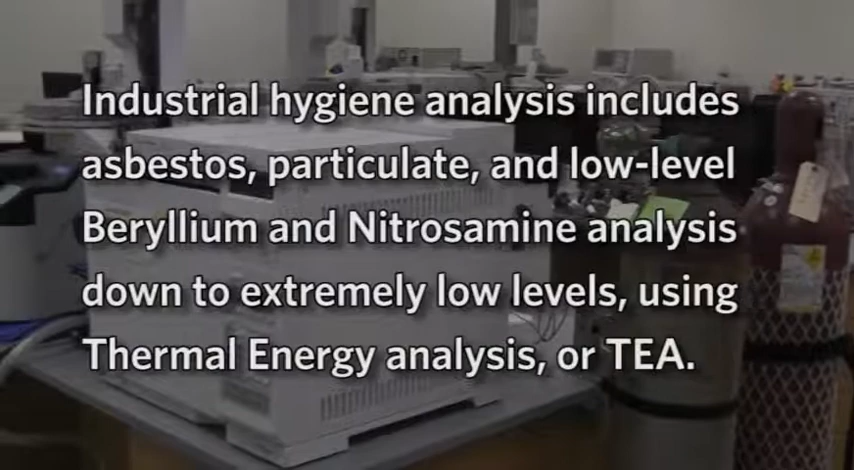 Industrial hygiene analysis includes
asbestos, particulate, and low-level
Beryllium and Nitrosamine analysis
down to extremely low levels, using
Thermal Energy analysis, or TEA.